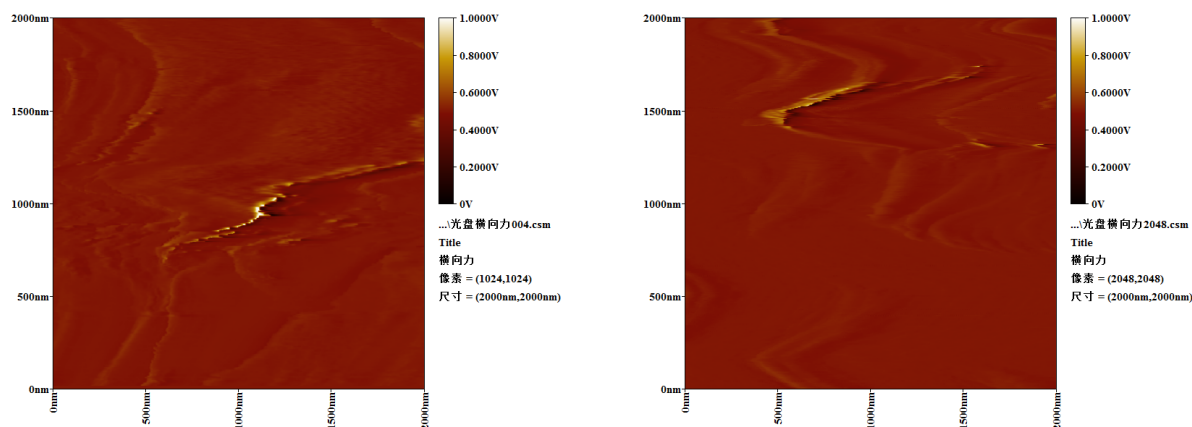 2000nm
1500nm
1000nm
500nm
0nm
0nm
500nm
1000nm
1500nm
2000nm
1.0000V
0.8000V
0.6000V
0.4000V
0.2000V
0V
...\光盘横向力004.csm
Title
横向力
像素 = (1024,1024)
尺寸 = (2000nm,2000nm)
2000nm
1500nm
1000nm
500nm
0nm
0nm
500nm
1000nm
1500nm
2000nm
1.0000V
0.8000V
0.6000V
0.4000V
0.2000V
0V
...\光盘横向力2048.csm
Title
横向力
像素 = (2048,2048)
尺寸 = (2000nm,2000nm)